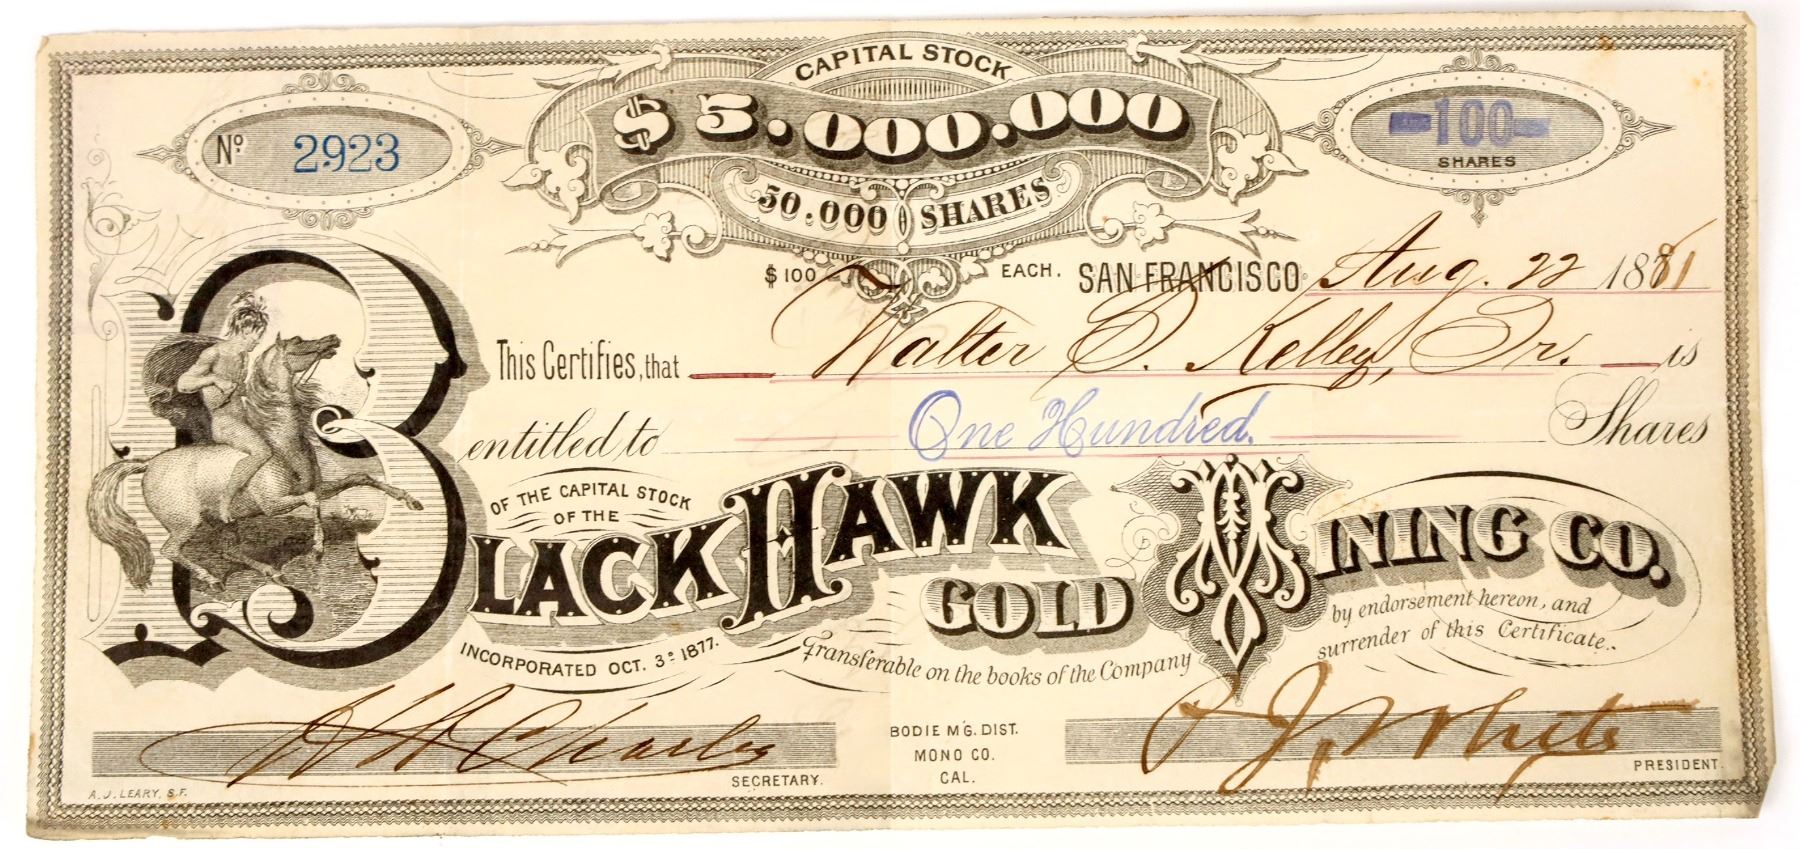 CAPITAL STOCK
$5.000.000
Nº 2923
-100-
SHARES
50.000 SHARES
$100 EACH. SAN FRANCISCO Aug. 22 1881
This Certifies, that Walter E. Kelley, Jr. is
entitled to One Hundred. Shares
OF THE CAPITAL STOCK
OF THE
BLACK HAWK
GOLD MINING CO.
INCORPORATED OCT. 3D 1877.
Transferable on the books of the Company
by endorsement hereon, and
surrender of this Certificate.
Charles
SECRETARY.
BODIE M'G. DIST.
MONO CO.
CAL.
White
PRESIDENT.
A.J. LEARY, S.F.